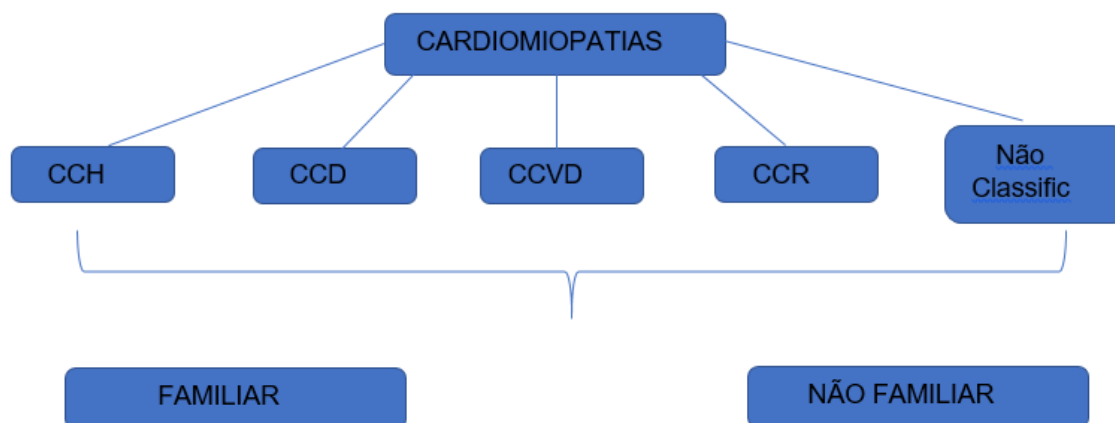 CARDIOMIOPATIAS
CCH
CCD
CCVD
CCR
Não
Classific
FAMILIAR
NÃO FAMILIAR